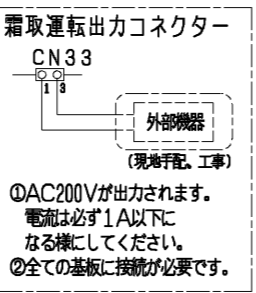 霜取運転出力コネクター
CN33
1 3
外部機器
(現地手配、工事)
①AC200Vが出力されます。
電流は必ず1A以下に
なる様にしてください。
②全ての基板に接続が必要です。